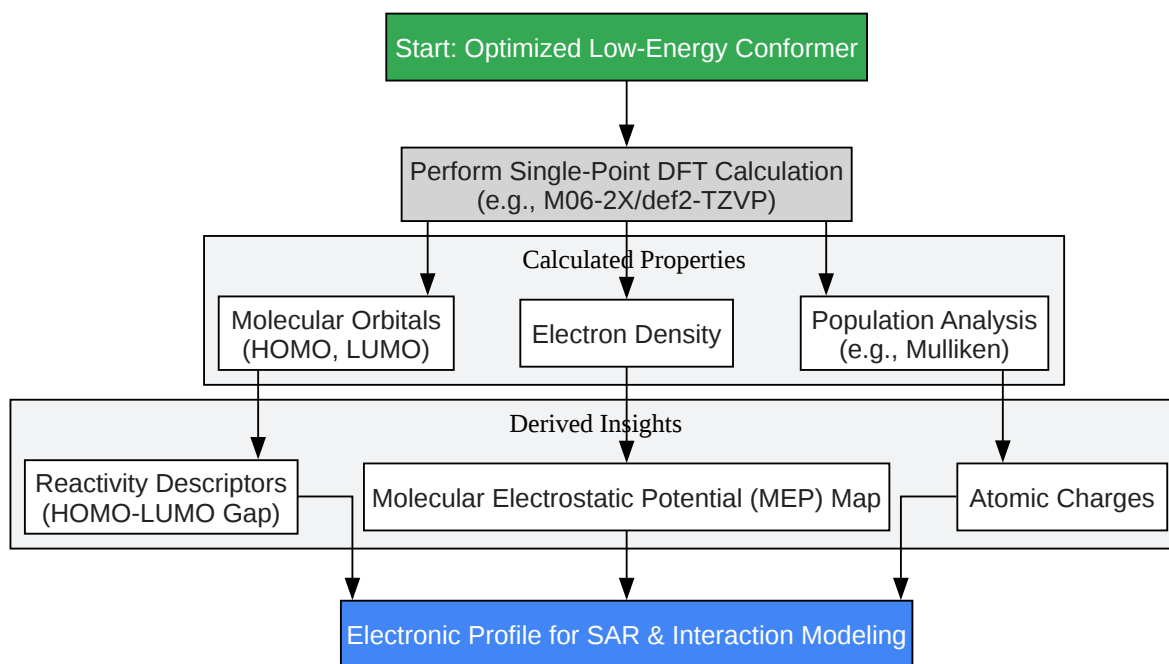 Start: Optimized Low-Energy Conformer
Perform Single-Point DFT Calculation
(e.g., M06-2X/def2-TZVP)
Calculated Properties
Molecular Orbitals
(HOMO, LUMO)
Electron Density
Population Analysis
(e.g., Mulliken)
Derived Insights
Reactivity Descriptors
(HOMO-LUMO Gap)
Molecular Electrostatic Potential (MEP) Map
Atomic Charges
Electronic Profile for SAR & Interaction Modeling